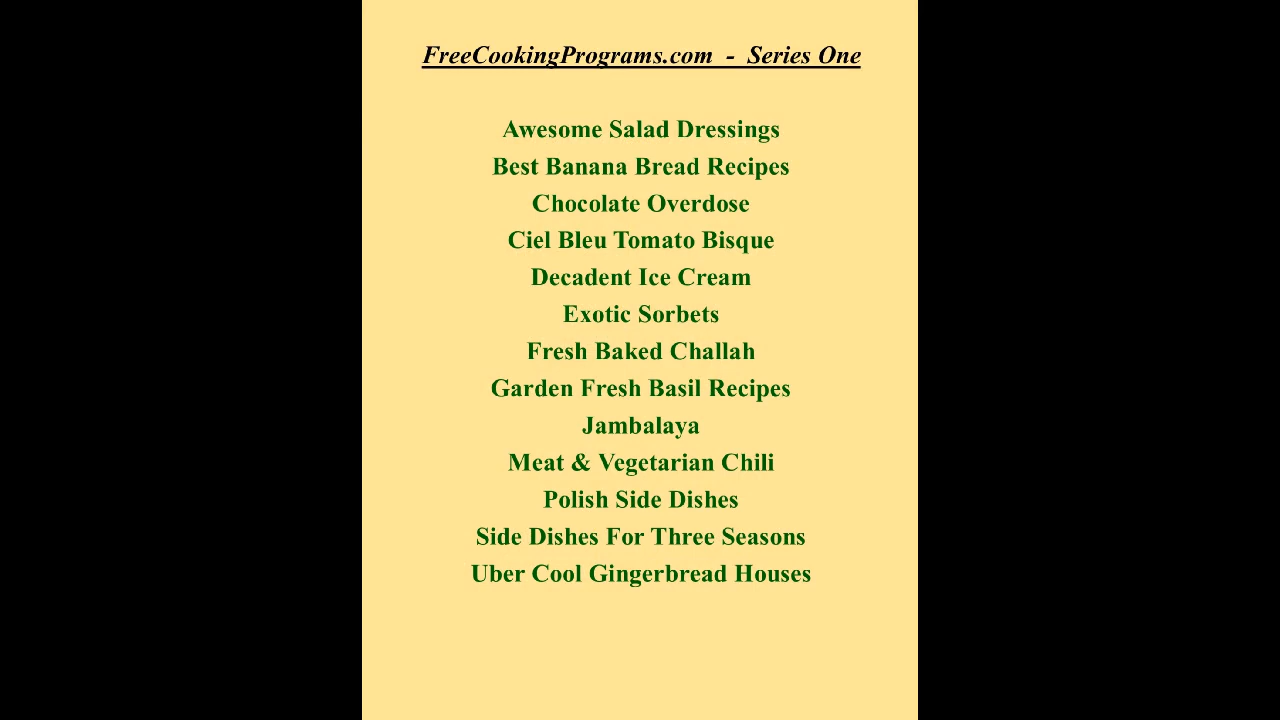 FreeCookingPrograms.com - Series One
Awesome Salad Dressings
Best Banana Bread Recipes
Chocolate Overdose
Ciel Bleu Tomato Bisque
Decadent Ice Cream
Exotic Sorbets
Fresh Baked Challah
Garden Fresh Basil Recipes
Jambalaya
Meat & Vegetarian Chili
Polish Side Dishes
Side Dishes For Three Seasons
Uber Cool Gingerbread Houses